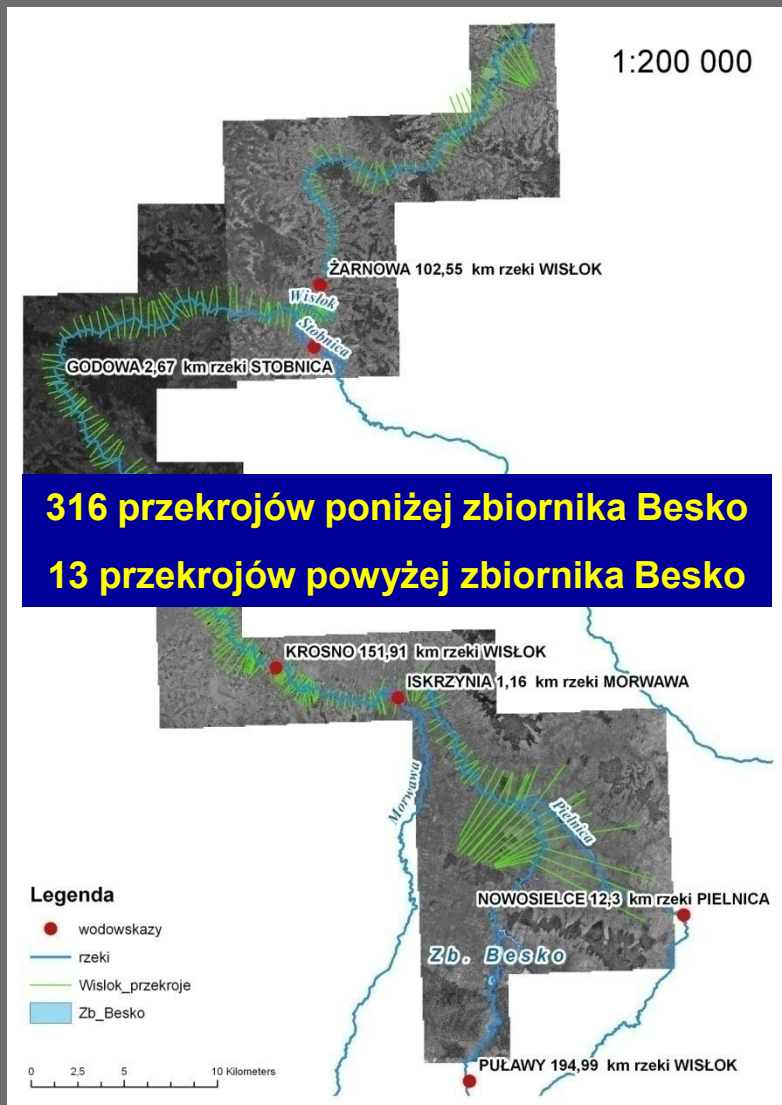 1:200 000
ŻARNOWA 102,55 km rzeki WISŁOK
Wisłok
Stobnica
GODOWA 2,67 km rzeki STOBNICA
316 przekrojów poniżej zbiornika Besko
13 przekrojów powyżej zbiornika Besko
KROSNO 151,91 km rzeki WISŁOK
ISKRZYNIA 1,16 km rzeki MORWAWA
Morwawa
Pielnica
NOWOSIELCE 12,3 km rzeki PIELNICA
Zb. Besko
Legenda
wodowskazy
rzeki
Wislok_przekroje
Zb_Besko
0 2,5 5 10 Kilometers
PUŁAWY 194,99 km rzeki WISŁOK